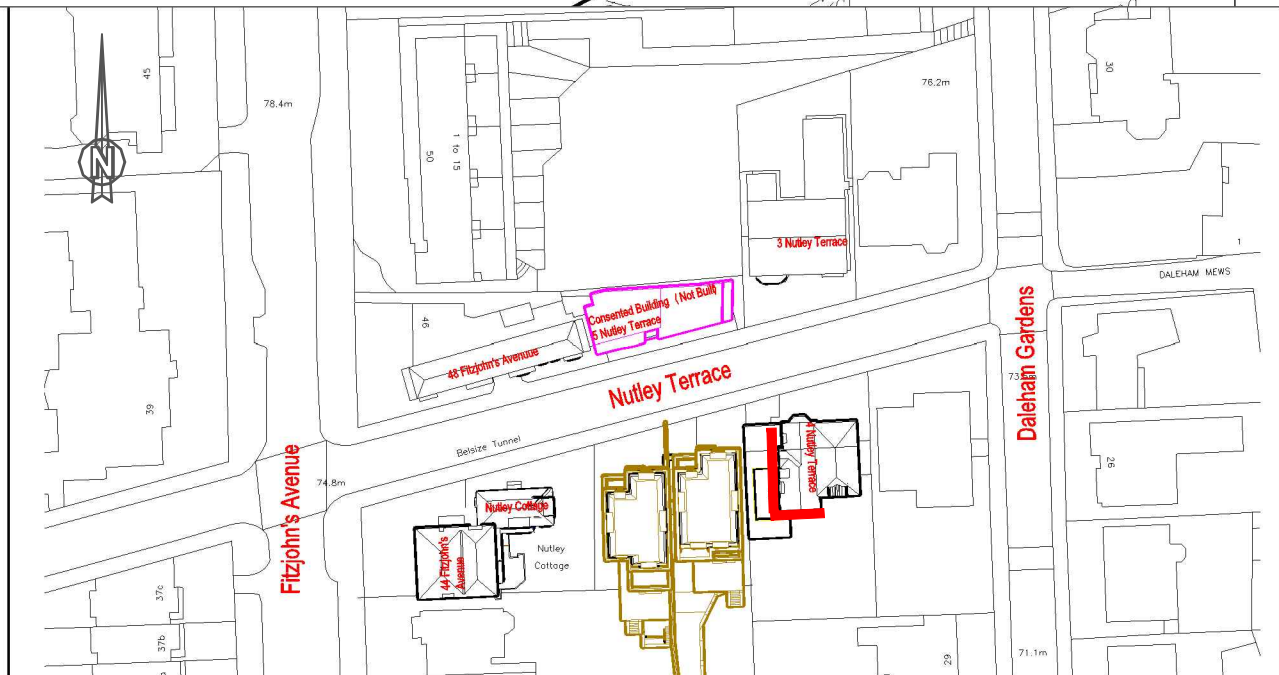 45
78.4m
76.2m
30
N
50
1 to 15
3 Nutley Terrace
1
DALEHAM MEWS
Consented Building (Not Built)
5 Nutley Terrace
46
48 Fitzjohn's Avenuue
Nutley Terrace
Daleham Gardens
39
Belsize Tunnel
4 Nutley Terrace
26
74.8m
Fitzjohn's Avenue
Nutley Cottage
44 Fitzjohn's
Avenue
Nutley
Cottage
37c
37b
29
71.1m